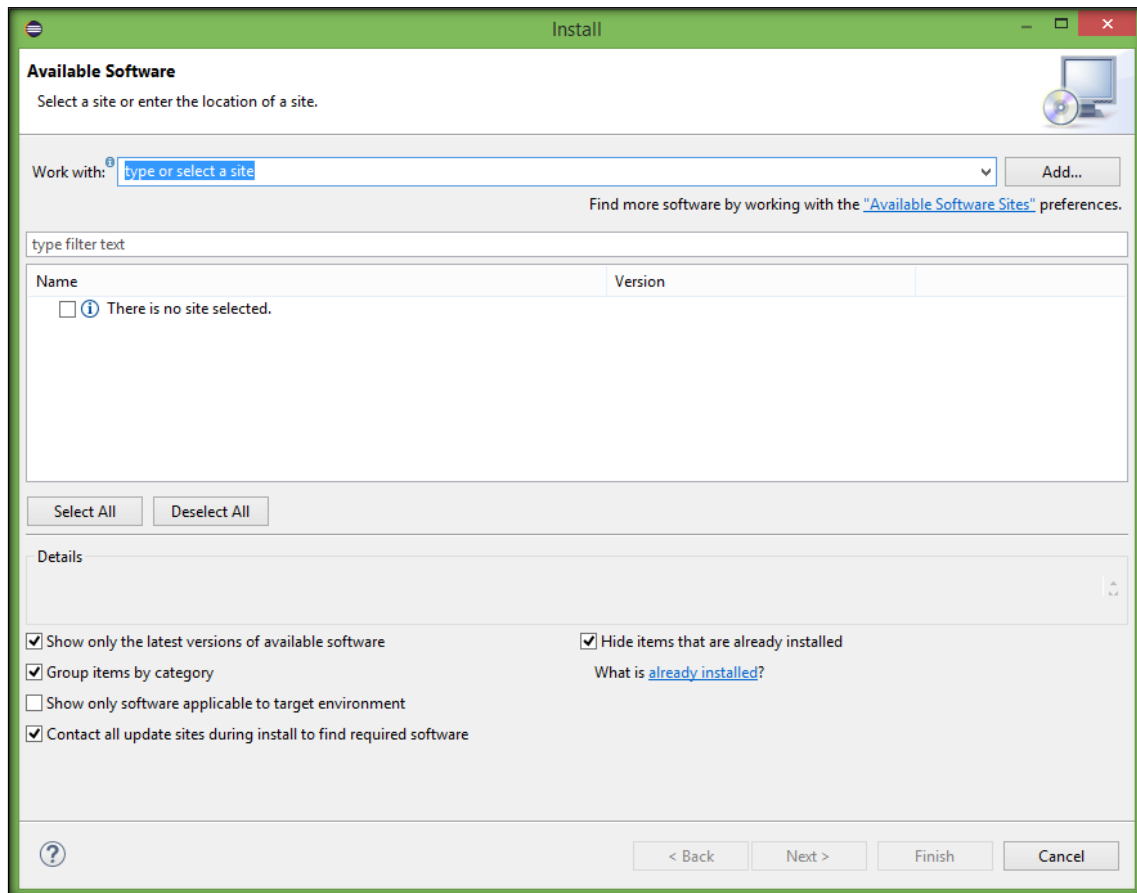 Install
Available Software
Select a site or enter the location of a site.
Work with: type or select a site Add...
Find more software by working with the "Available Software Sites" preferences.
type filter text
Name Version
There is no site selected.
Select All Deselect All
Details
Show only the latest versions of available software Hide items that are already installed
Group items by category What is already installed?
Show only software applicable to target environment
Contact all update sites during install to find required software
? < Back Next > Finish Cancel